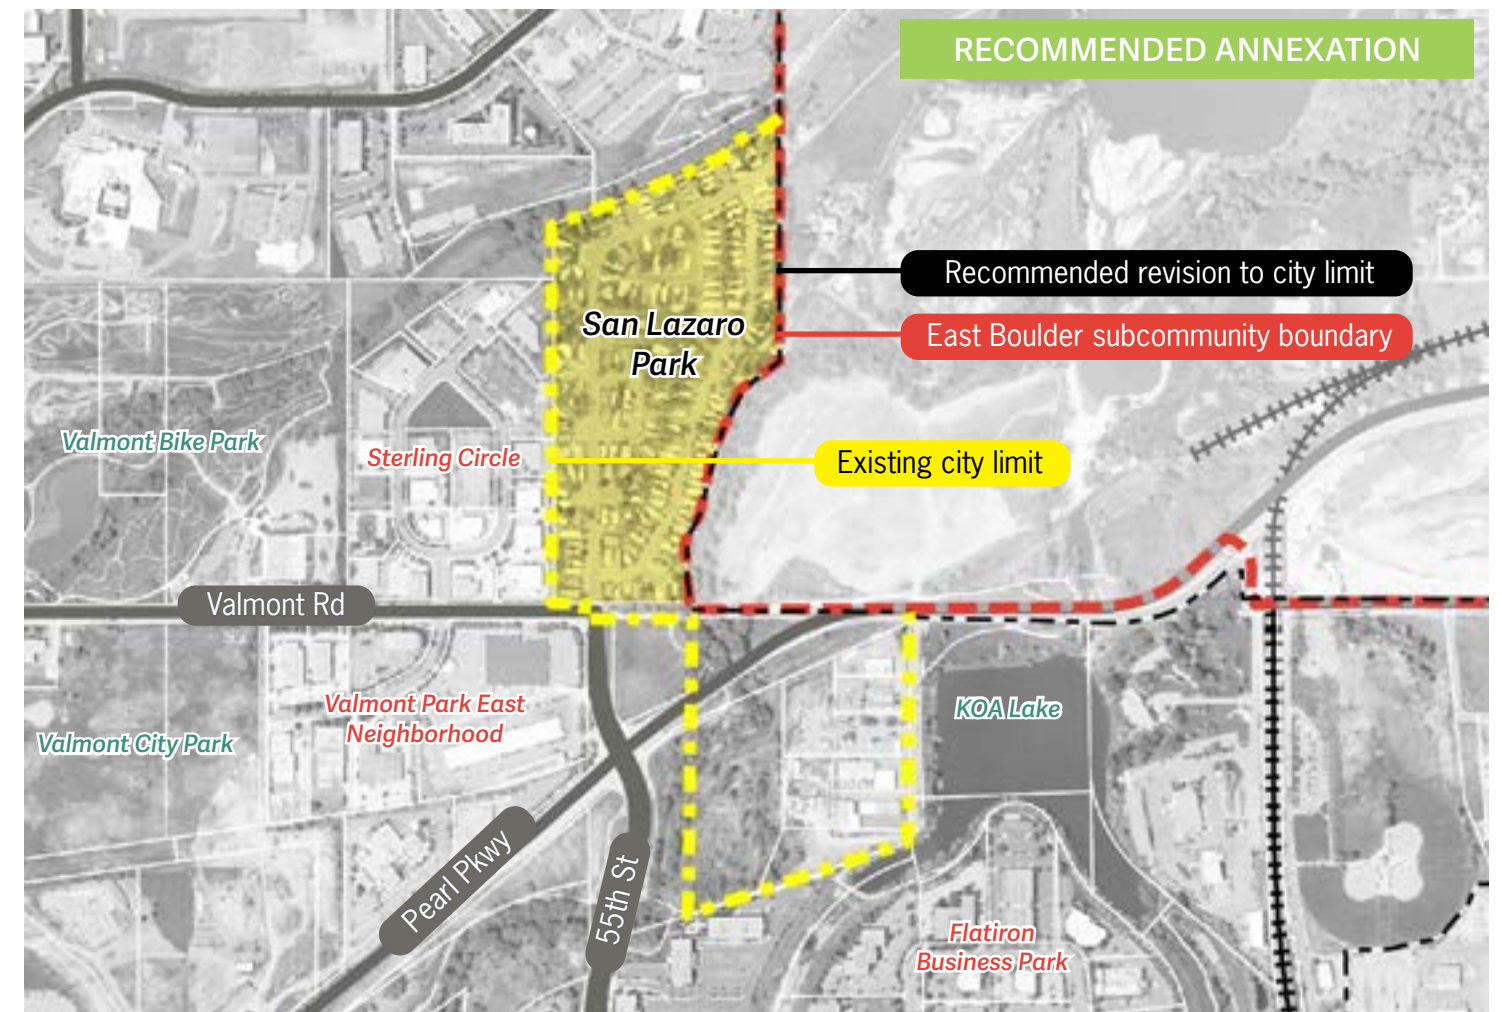 RECOMMENDED ANNEXATION
Recommended revision to city limit
San Lazaro
Park
East Boulder subcommunity boundary
Valmont Bike Park
Sterling Circle
Existing city limit
Valmont Rd
Valmont Park East
Neighborhood
KOA Lake
Valmont City Park
Pearl Pkwy
55th St
Flatiron
Business Park